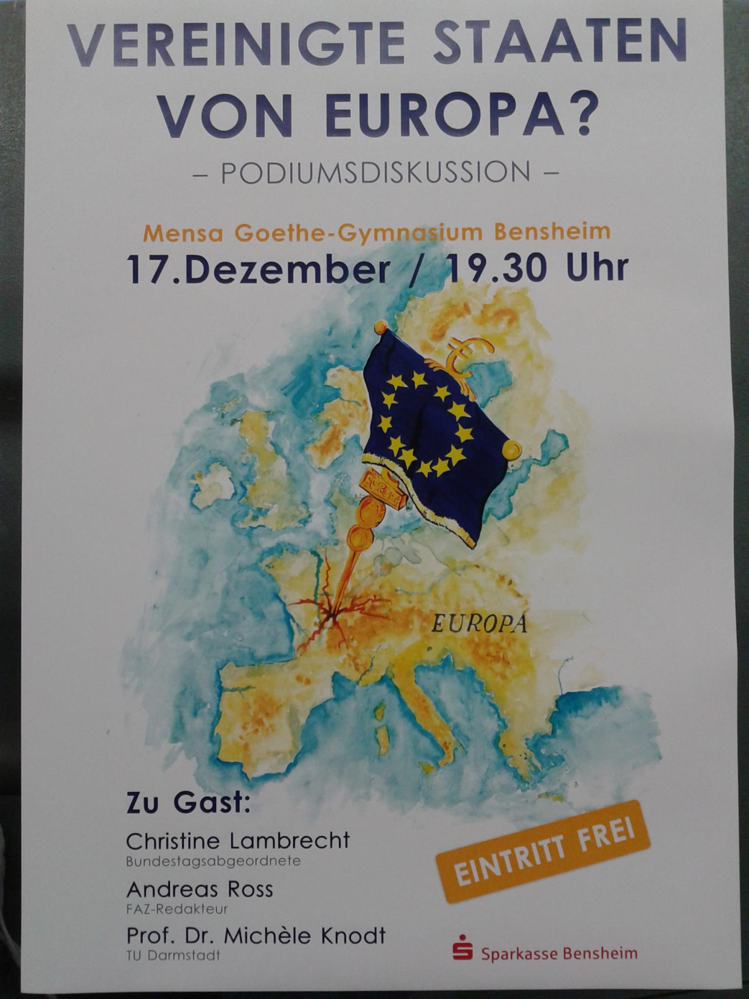 VEREINIGTE STAATEN
VON EUROPA?
– PODIUMSDISKUSSION –
Mensa Goethe-Gymnasium Bensheim
17.Dezember / 19.30 Uhr
€
EUROPA
EUROPA
Zu Gast:
Christine Lambrecht
Bundestagsabgeordnete
Andreas Ross
FAZ-Redakteur
Prof. Dr. Michèle Knodt
TU Darmstadt
EINTRITT FREI
Sparkasse Bensheim